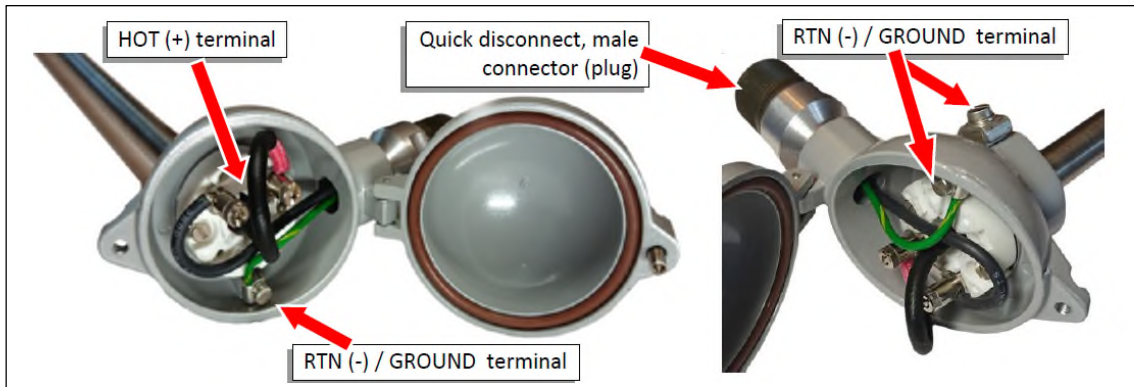 HOT (+) terminal
Quick disconnect, male
connector (plug)
RTN (-) / GROUND terminal
RTN (-) / GROUND terminal